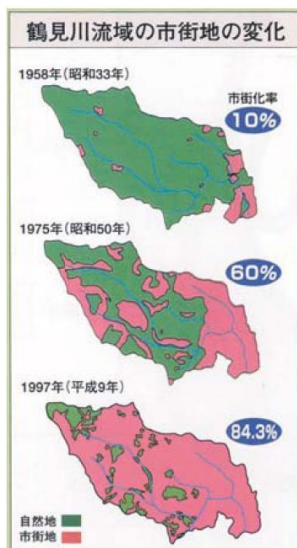 鶴見川流域の市街地の変化
1958年(昭和33年)
市街化率
10%
1975年(昭和50年)
60%
1997年(平成9年)
84.3%
自然地
市街地